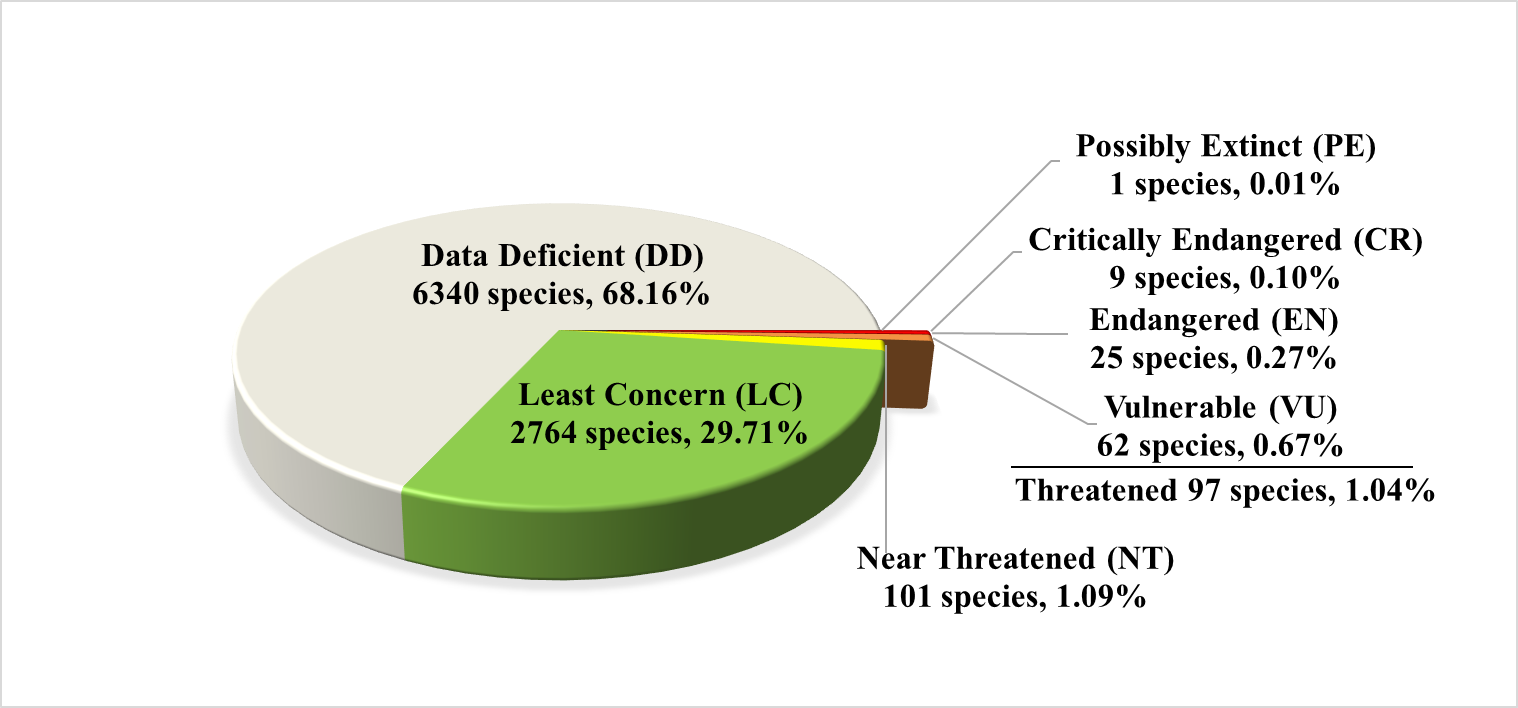 Data Deficient (DD)
6340 species, 68.16%
Least Concern (LC)
2764 species, 29.71%
Possibly Extinct (PE)
1 species, 0.01%
Critically Endangered (CR)
9 species, 0.10%
Endangered (EN)
25 species, 0.27%
Vulnerable (VU)
62 species, 0.67%
Threatened 97 species, 1.04%
Near Threatened (NT)
101 species, 1.09%